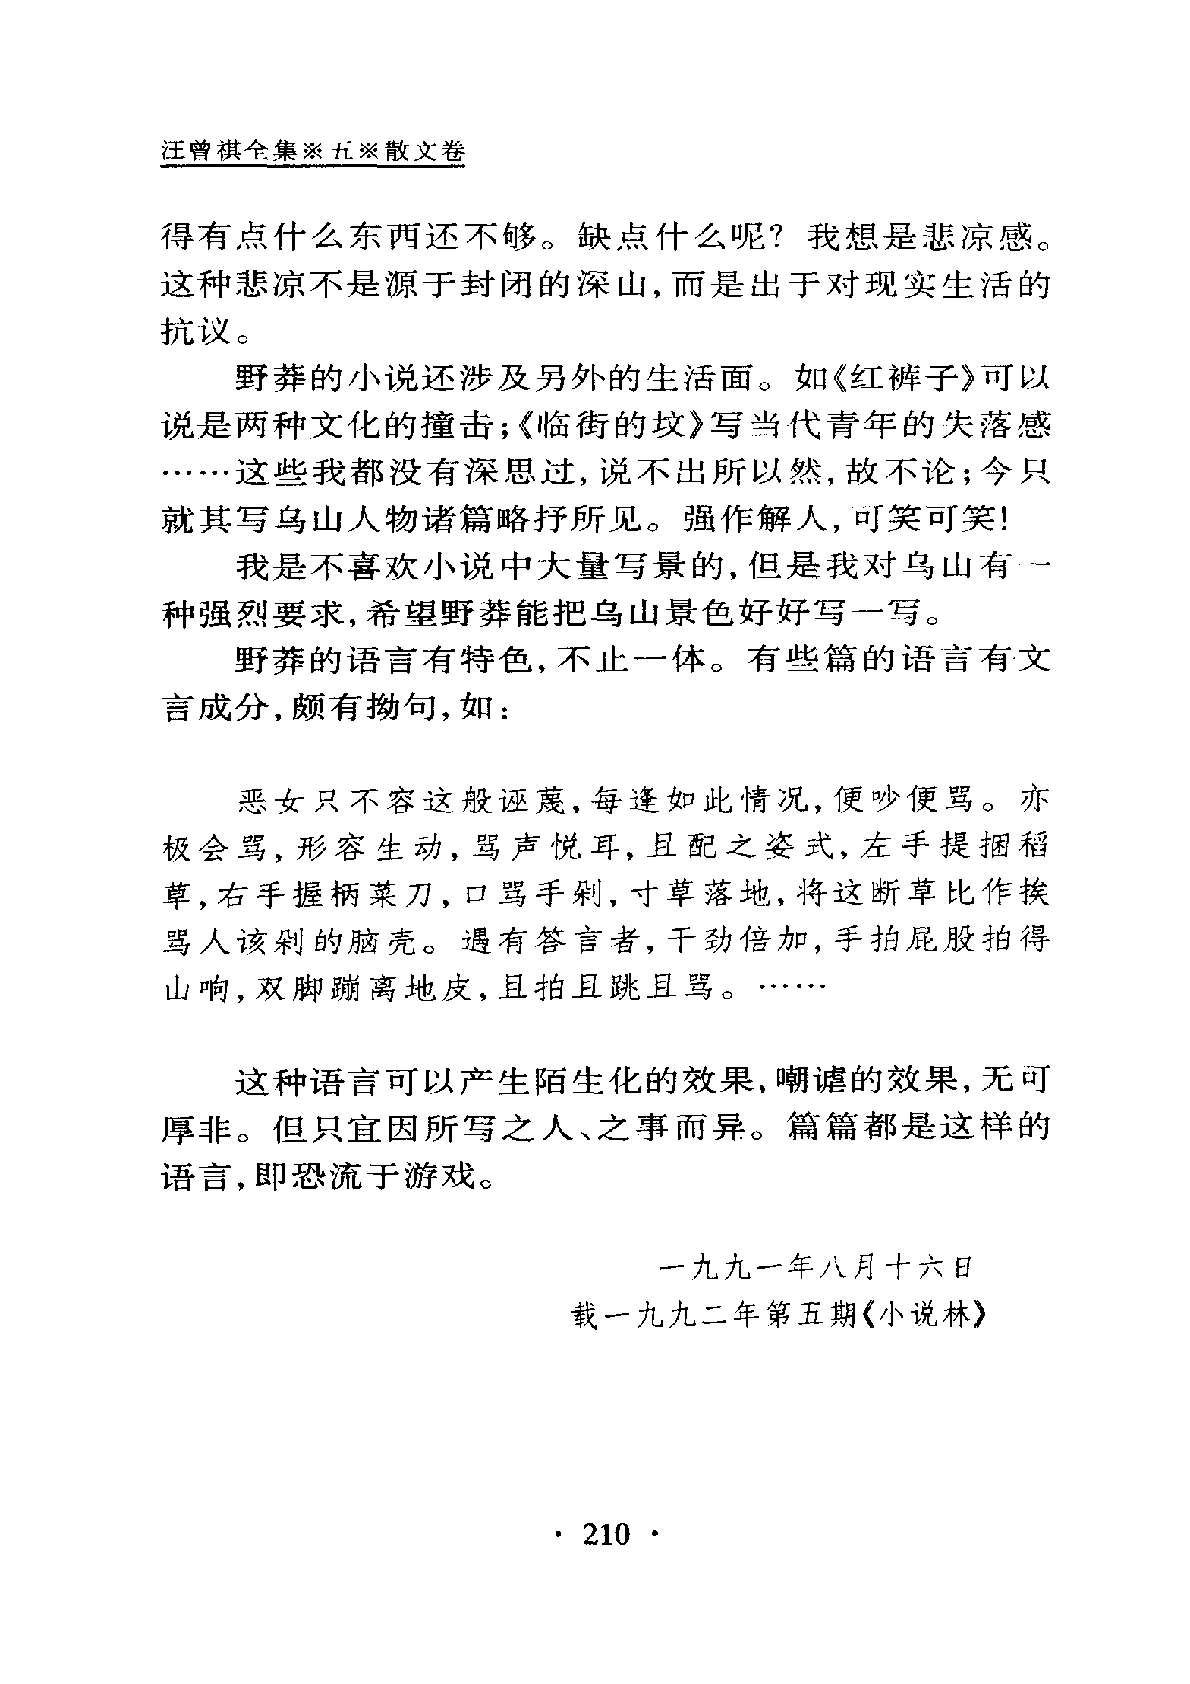 汪曾祺全集※五※散文卷
得有点什么东西还不够。缺点什么呢？我想是悲凉感。
这种悲凉不是源于封闭的深山，而是出于对现实生活的
抗议。
野莽的小说还涉及另外的生活面。如《红裤子》可以
说是两种文化的撞击；《临街的坟》写当代青年的失落感
……这些我都没有深思过，说不出所以然，故不论；今只
就其写乌山人物诸篇略抒所见。强作解人，可笑可笑！
我是不喜欢小说中大量写景的，但是我对乌山有一
种强烈要求，希望野莽能把乌山景色好好写一写。
野莽的语言有特色，不止一体。有些篇的语言有文
言成分，颇有拗句，如：
恶女只不容这般诬蔑，每逢如此情况，便吵便骂。亦
极会骂，形容生动，骂声悦耳，且配之姿式，左手提捆稻
草，右手握柄菜刀，口骂手剁，寸草落地，将这断草比作挨
骂人该剁的脑壳。遇有答言者，干劲倍加，手拍屁股拍得
山响，双脚蹦离地皮，且拍且跳且骂。……
这种语言可以产生陌生化的效果，嘲谑的效果，无可
厚非。但只宜因所写之人、之事而异。篇篇都是这样的
语言，即恐流于游戏。
一九九一年八月十六日
载一九九二年第五期《小说林》
· 210 ·